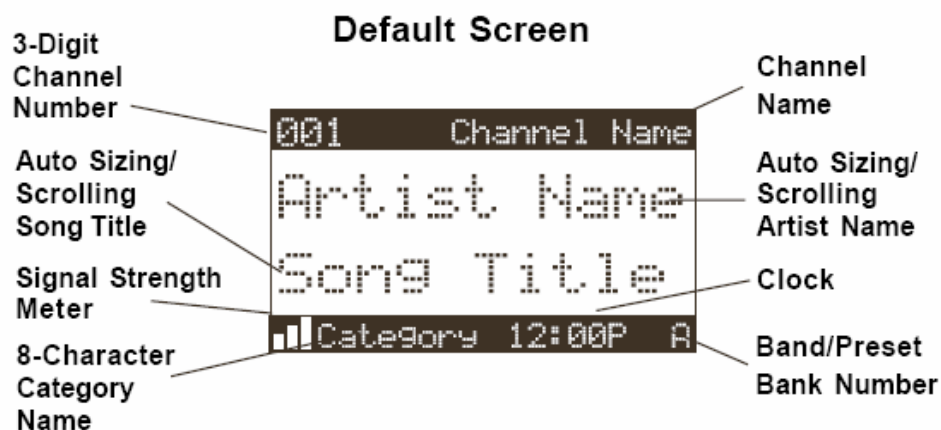 Default Screen
3-Digit
Channel
Number
Channel
Name
001 Channel Name
Auto Sizing/
Scrolling
Song Title
Artist Name
Auto Sizing/
Scrolling
Artist Name
Song Title
Signal Strength
Meter
Clock
Category 12:00P A
8-Character
Category
Name
Band/Preset
Bank Number